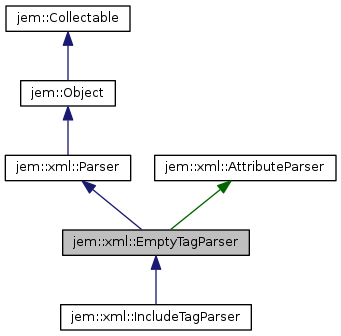 jem::Collectable
jem::Object
jem::xml::Parser
jem::xml::AttributeParser
jem::xml::EmptyTagParser
jem::xml::IncludeTagParser